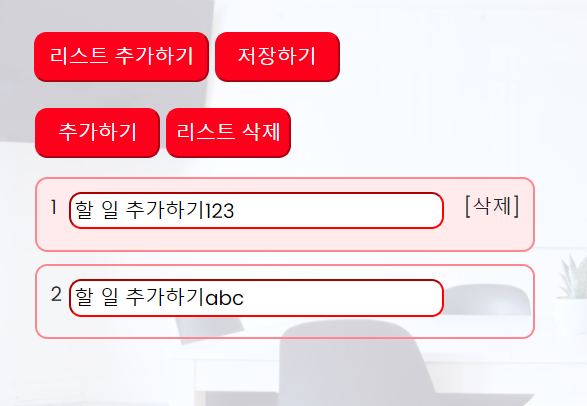 리스트 추가하기 저장하기
추가하기 리스트 삭제
1 할 일 추가하기123 [삭제]
2 할 일 추가하기abc